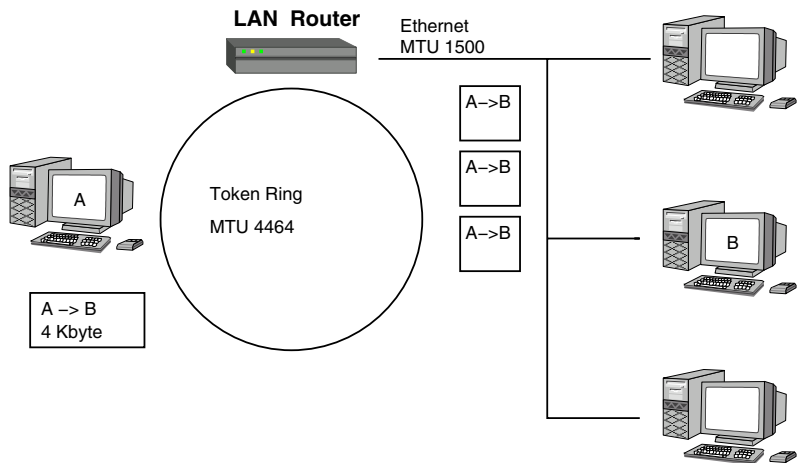 LAN Router
Ethernet
MTU 1500
A–>B
A–>B
A–>B
A
Token Ring
MTU 4464
B
A –> B
4 Kbyte